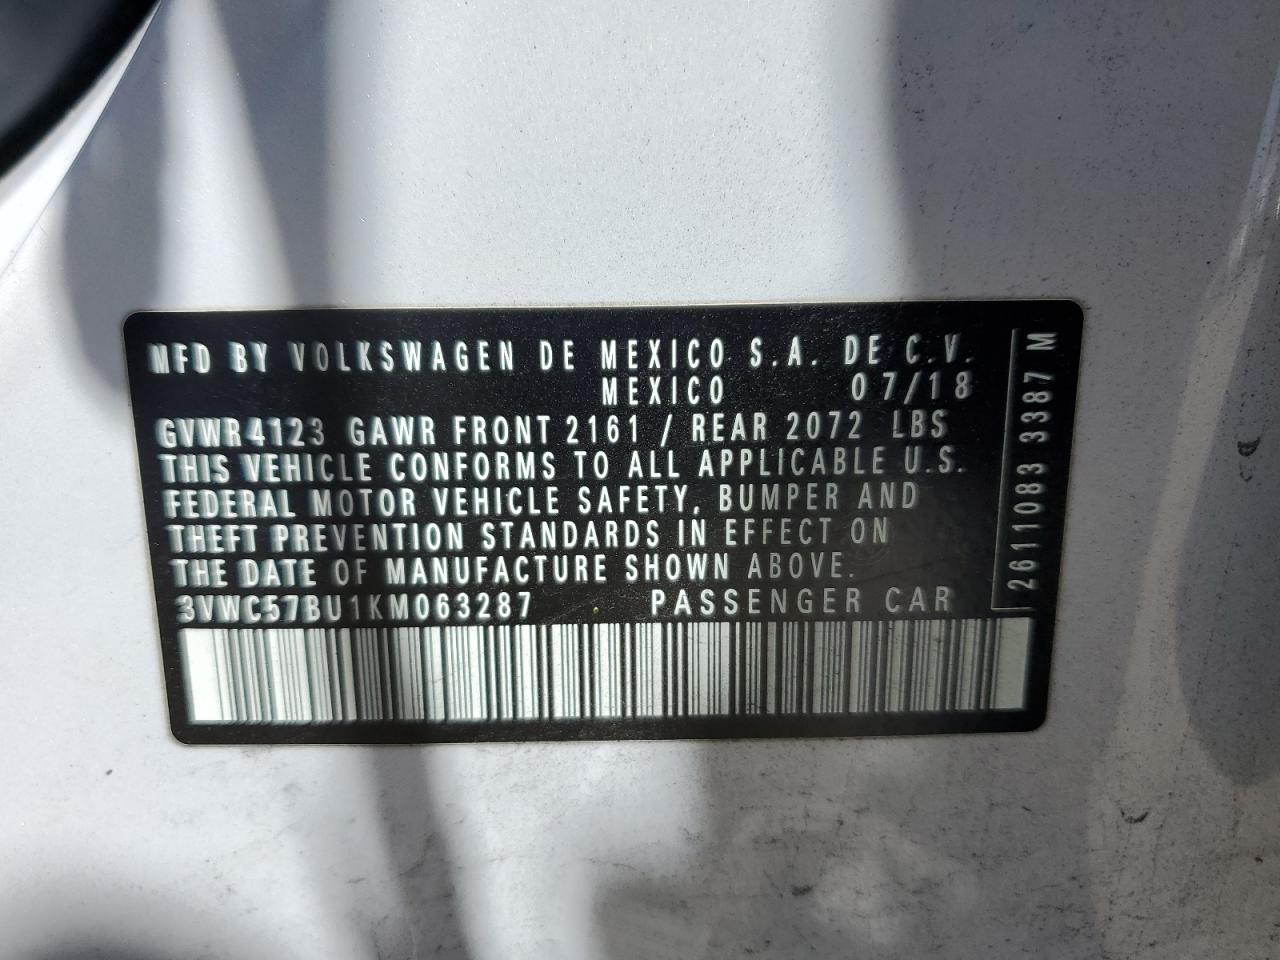 MFD BY VOLKSWAGEN DE MEXICO S.A. DE C.V.
MEXICO 07/18
GVWR4123 GAWR FRONT 2161 / REAR 2072 LBS
THIS VEHICLE CONFORMS TO ALL APPLICABLE U.S.
FEDERAL MOTOR VEHICLE SAFETY, BUMPER AND
THEFT PREVENTION STANDARDS IN EFFECT ON
THE DATE OF MANUFACTURE SHOWN ABOVE.
3VWC57BU1KM063287 PASSENGER CAR
2611083 3387 M